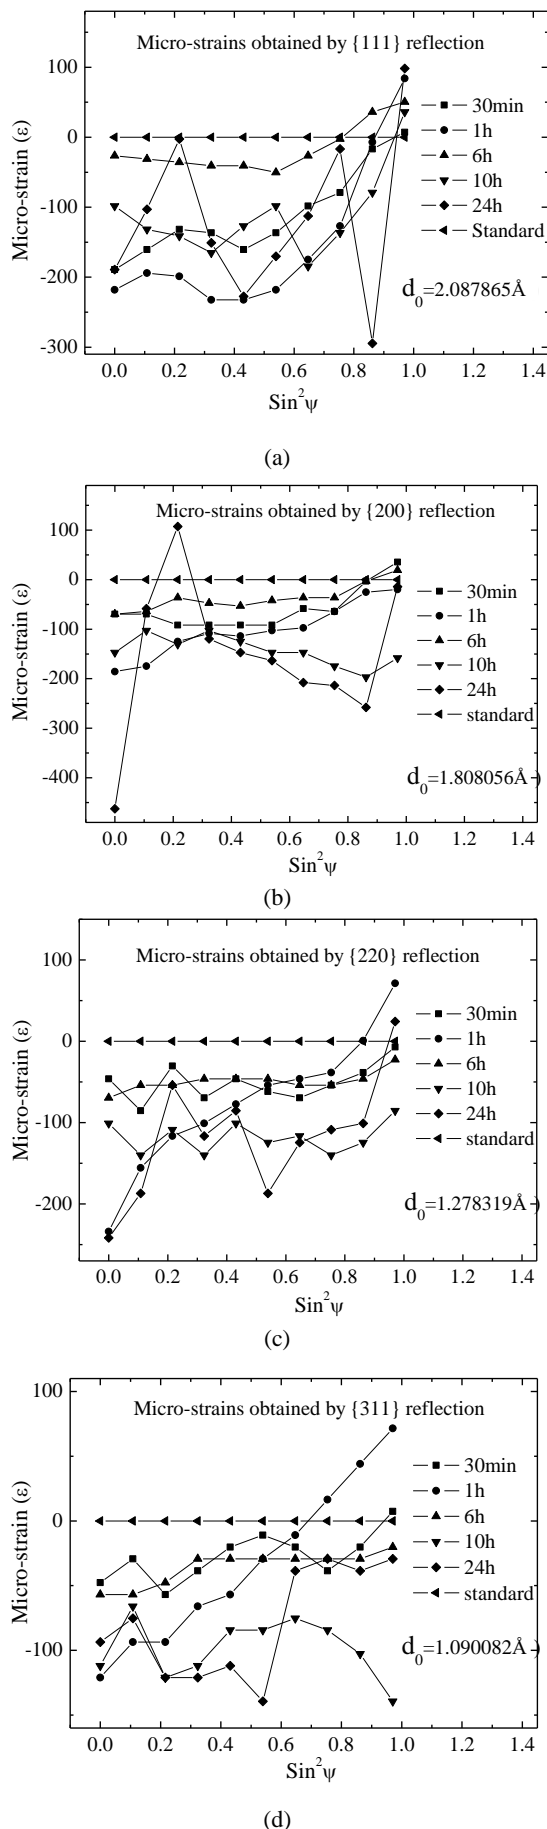 Micro-strains obtained by {111} reflection
100
0
-100
-200
-300
Micro-strain (ε)
30min
1h
6h
10h
24h
Standard
d₀=2.087865Å
0.0 0.2 0.4 0.6 0.8 1.0 1.2 1.4
Sin²ψ
(a)
Micro-strains obtained by {200} reflection
100
0
-100
-200
-300
-400
Micro-strain (ε)
30min
1h
6h
10h
24h
standard
d₀=1.808056Å )
0.0 0.2 0.4 0.6 0.8 1.0 1.2 1.4
Sin²ψ
(b)
Micro-strains obtained by {220} reflection
100
0
-100
-200
Micro-strain (ε)
30min
1h
6h
10h
24h
standard
d₀=1.278319Å )
0.0 0.2 0.4 0.6 0.8 1.0 1.2 1.4
Sin²ψ
(c)
Micro-strains obtained by {311} reflection
100
0
-100
Micro-strain (ε)
30min
1h
6h
10h
24h
standard
d₀=1.090082Å )
0.0 0.2 0.4 0.6 0.8 1.0 1.2 1.4
Sin²ψ
(d)